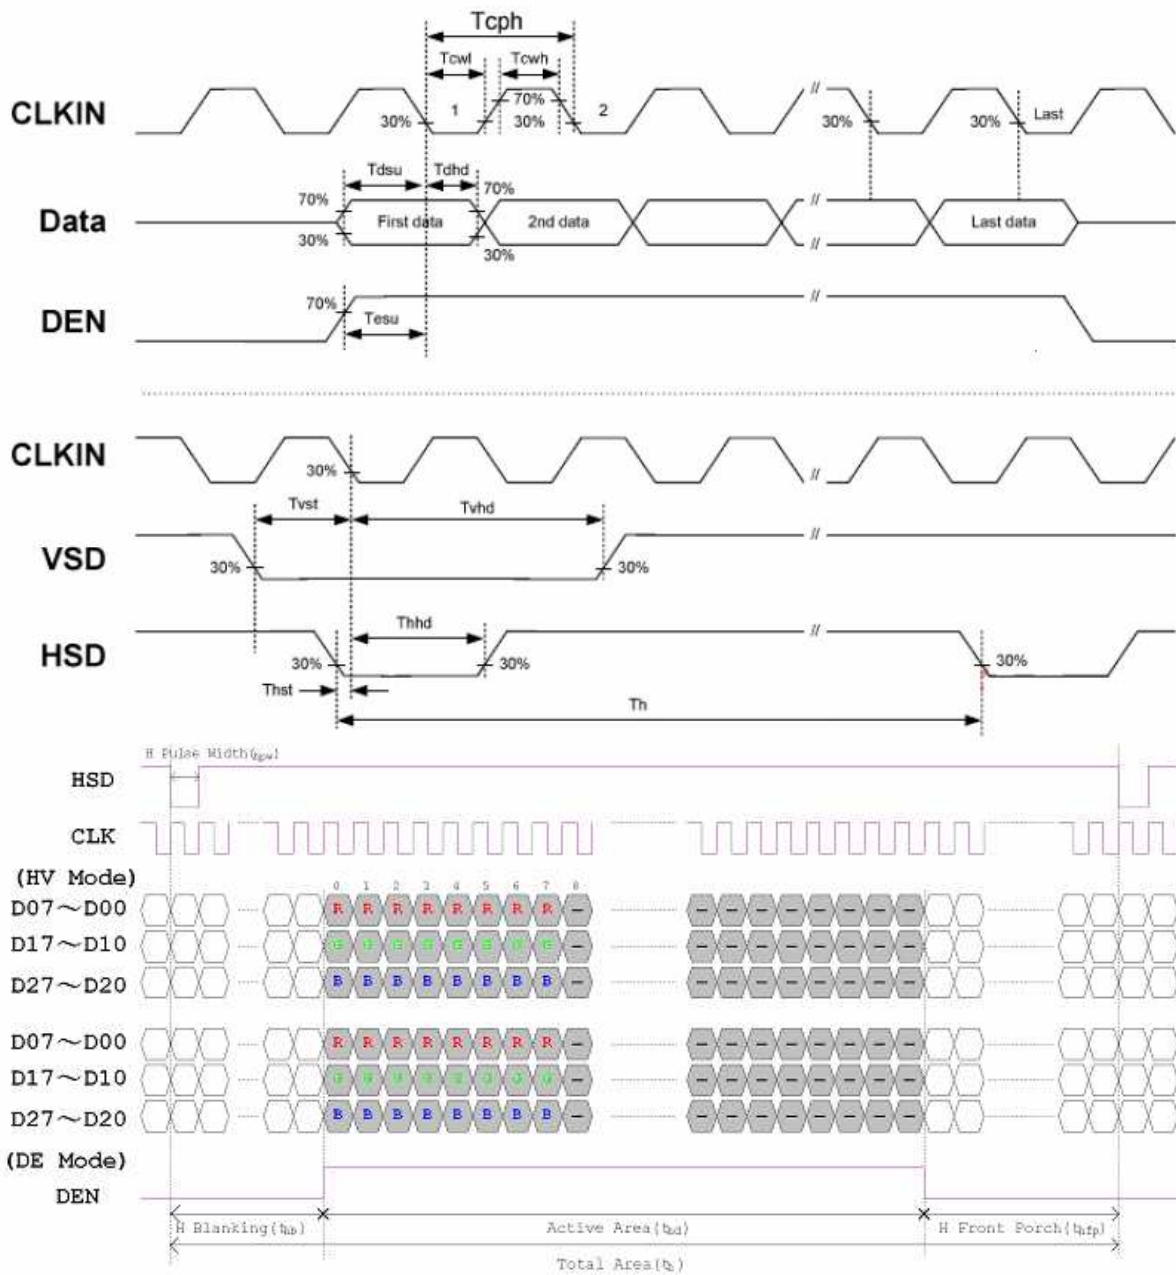 Tcph
Tcwl Tcwh
CLKIN 30% 1 70% 30% 2 // 30% 30% Last
Tdsu Tdhd
70% 70%
Data First data 2nd data // Last data
30% 30%
DEN 70% Tesu //
CLKIN 30% //
Tvst Tvhd
VSD 30% 30% //
Thhd
HSD 30% 30% // 30%
Thst
Th
H Pulse Width(thpw)
HSD
CLK
(HV Mode)
0 1 2 3 4 5 6 7 8
D07~D00 R R R R R R R R - - - - - - - - -
D17~D10 G G G G G G G G - - - - - - - - -
D27~D20 B B B B B B B B - - - - - - - - -
D07~D00 R R R R R R R R - - - - - - - - -
D17~D10 G G G G G G G G - - - - - - - - -
D27~D20 B B B B B B B B - - - - - - - - -
(DE Mode)
DEN
H Blanking(thb) Active Area(thd) H Front Porch(thfp)
Total Area(th)